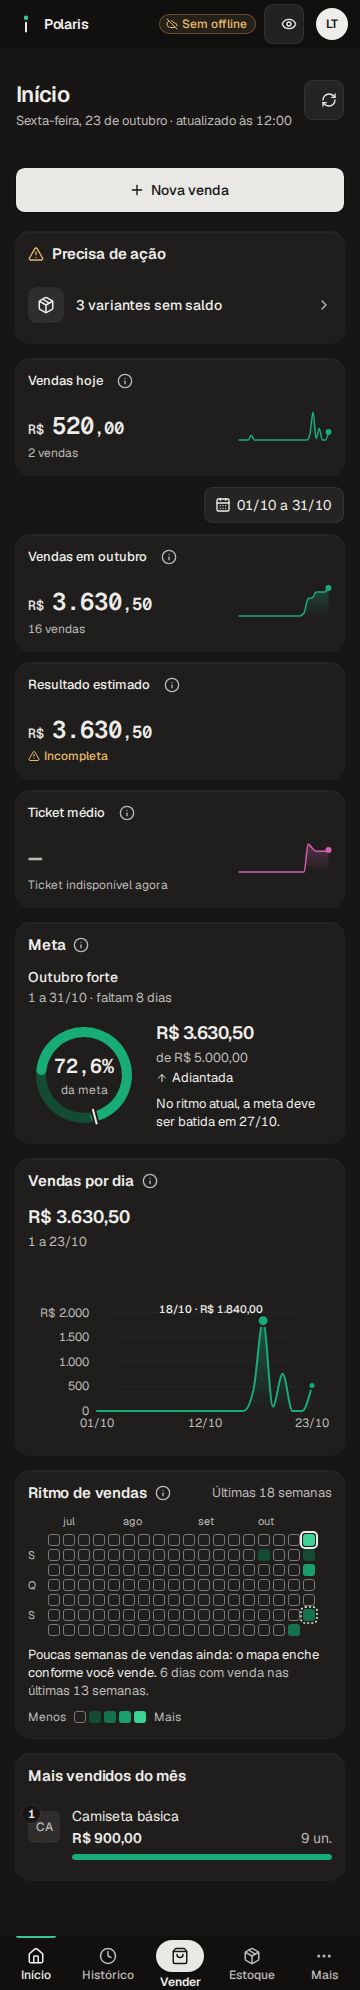 Polaris
Sem offline
LT
Início
Sexta-feira, 23 de outubro · atualizado às 12:00
Nova venda
Precisa de ação
3 variantes sem saldo
Vendas hoje
R$ 520,00
2 vendas
01/10 a 31/10
Vendas em outubro
R$ 3.630,50
16 vendas
Resultado estimado
R$ 3.630,50
Incompleta
Ticket médio
—
Ticket indisponível agora
Meta
Outubro forte
1 a 31/10 · faltam 8 dias
72,6%
da meta
R$ 3.630,50
de R$ 5.000,00
Adiantada
No ritmo atual, a meta deve
ser batida em 27/10.
Vendas por dia
R$ 3.630,50
1 a 23/10
18/10 · R$ 1.840,00
R$ 2.000
1.500
1.000
500
0
01/10 12/10 23/10
Ritmo de vendas
Últimas 18 semanas
jul ago set out
S
Q
S
Poucas semanas de vendas ainda: o mapa enche
conforme você vende. 6 dias com venda nas
últimas 13 semanas.
Menos Mais
Mais vendidos do mês
1
CA
Camiseta básica
R$ 900,00 9 un.
Início Histórico Vender Estoque Mais